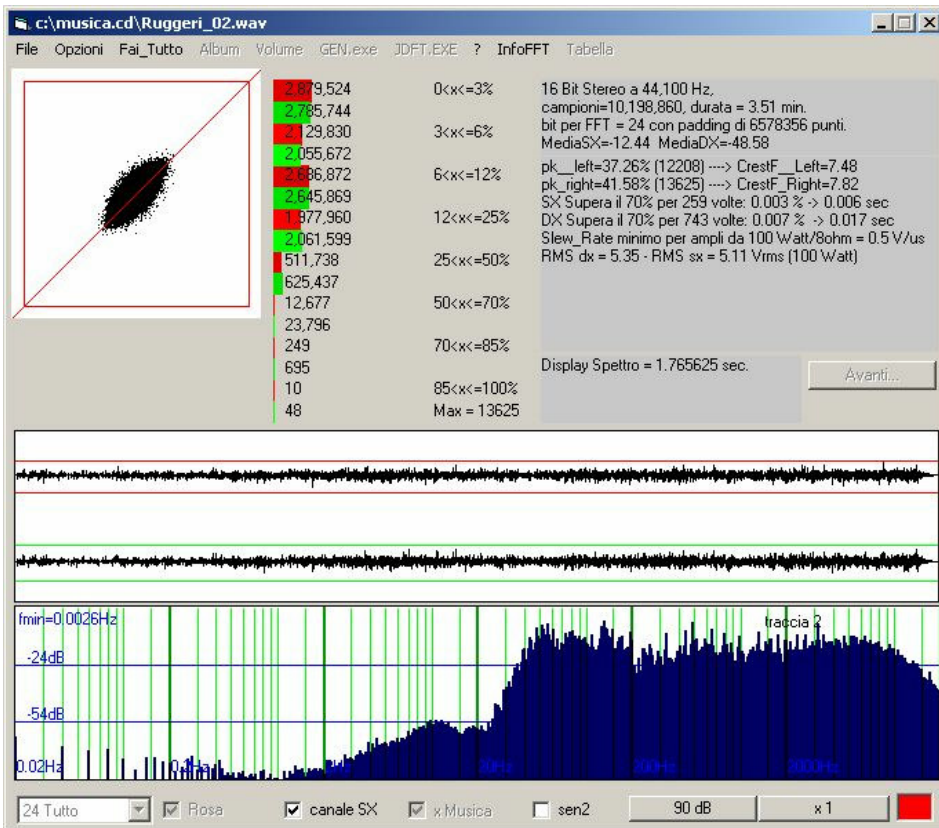 c:\musica.cd\Ruggeri_02.wav
File Opzioni Fai_Tutto Album Volume GEN.exe JDFT.EXE ? InfoFFT Tabella
2,879,524 0<x<=3%
2,785,744
2,129,830 3<x<=6%
2,055,672
2,686,872 6<x<=12%
2,645,869
1,977,960 12<x<=25%
2,061,599
511,738 25<x<=50%
625,437
12,677 50<x<=70%
23,796
249 70<x<=85%
695
10 85<x<=100%
48 Max = 13625
16 Bit Stereo a 44,100 Hz,
campioni=10,198,860, durata = 3.51 min.
bit per FFT = 24 con padding di 6578356 punti.
MediaSX=-12.44 MediaDX=-48.58
pk__left=37.26% (12208) ----> CrestF__Left=7.48
pk_right=41.58% (13625) ----> CrestF_Right=7.82
SX Supera il 70% per 259 volte: 0.003 % -> 0.006 sec
DX Supera il 70% per 743 volte: 0.007 % -> 0.017 sec
Slew_Rate minimo per ampli da 100 Watt/8ohm = 0.5 V/us
RMS dx = 5.35 - RMS sx = 5.11 Vrms (100 Watt)
Display Spettro = 1.765625 sec.
Avanti...
fmin=0.0026Hz traccia 2
-24dB
-54dB
0.02Hz 0.2Hz 2Hz 20Hz 200Hz 2000Hz
24 Tutto Rosa canale SX x Musica sen2 90 dB x 1